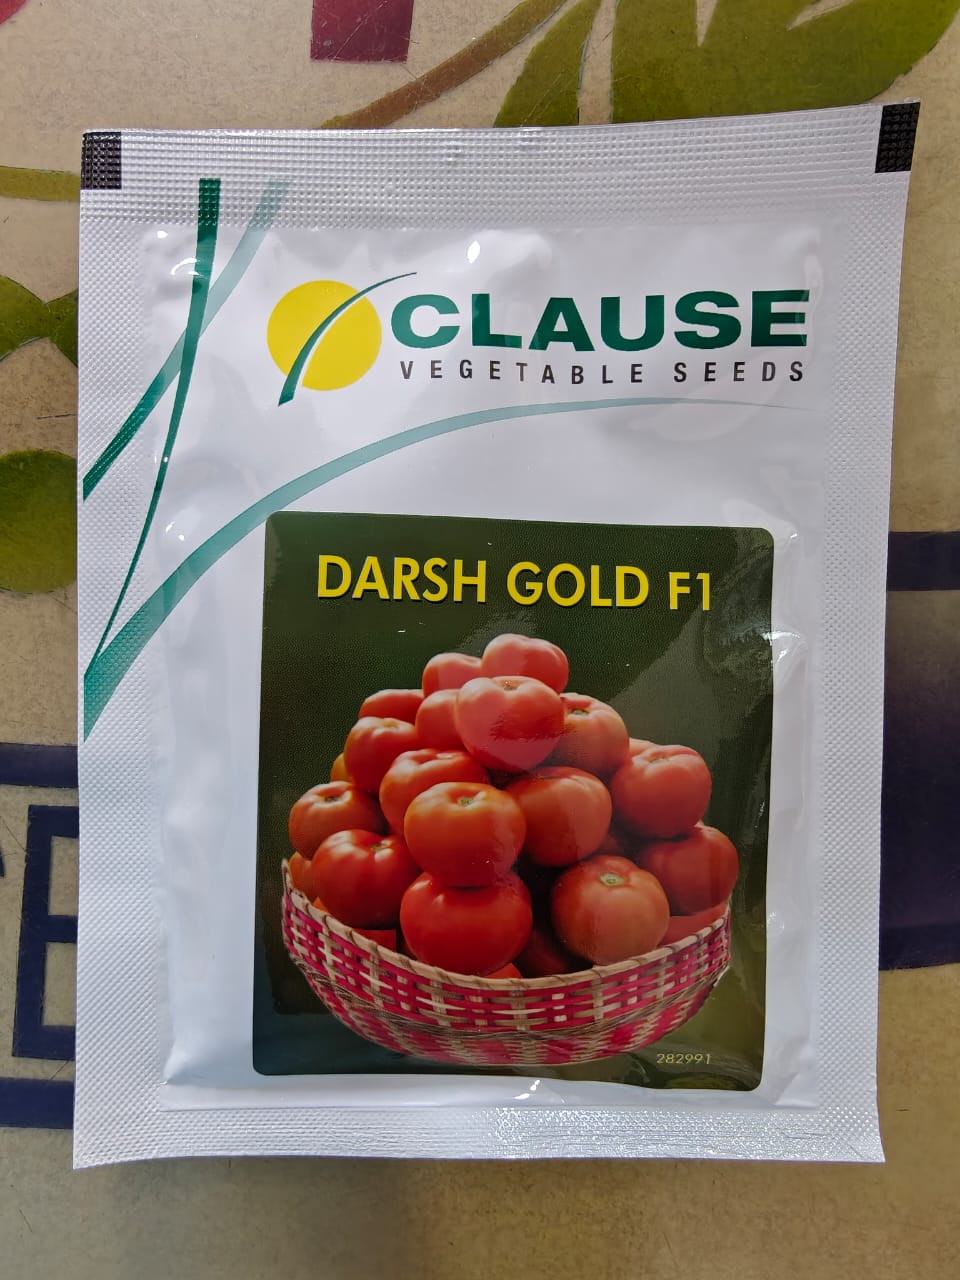 CLAUSE
VEGETABLE SEEDS
DARSH GOLD F1
282991